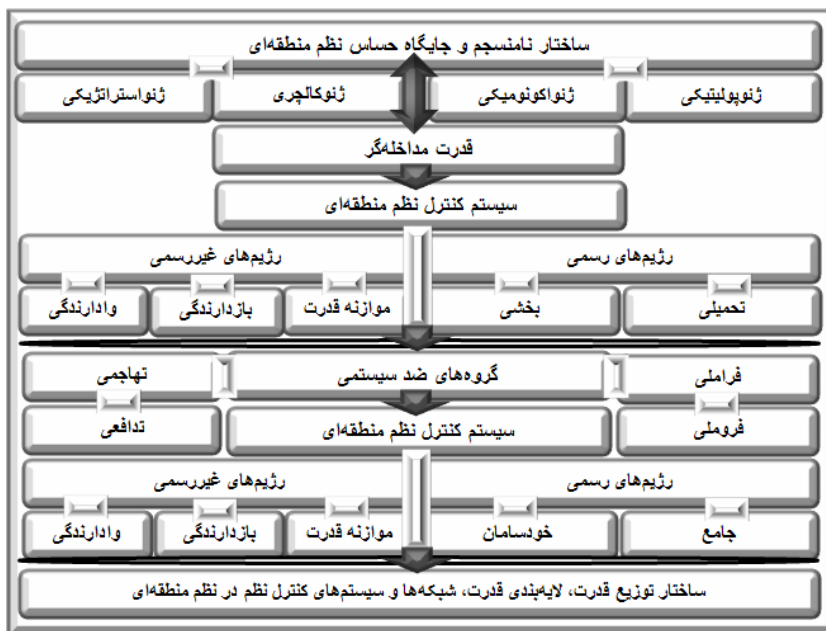 ساختار نامنسجم و جایگاه حساس نظم منطقه‌ای
ژئوپولیتیکی ژئواکونومیکی ژئوکالچری ژئواستراتژیکی
قدرت مداخله‌گر
سیستم کنترل نظم منطقه‌ای
رژیم‌های رسمی رژیم‌های غیررسمی
تحمیلی بخشی موازنه قدرت بازدارندگی وادارندگی
فراملی گروه‌های ضد سیستمی تهاجمی
فروملی سیستم کنترل نظم منطقه‌ای تدافعی
رژیم‌های رسمی رژیم‌های غیررسمی
جامع خودسامان موازنه قدرت بازدارندگی وادارندگی
ساختار توزیع قدرت، لایه‌بندی قدرت، شبکه‌ها و سیستم‌های کنترل نظم در نظم منطقه‌ای